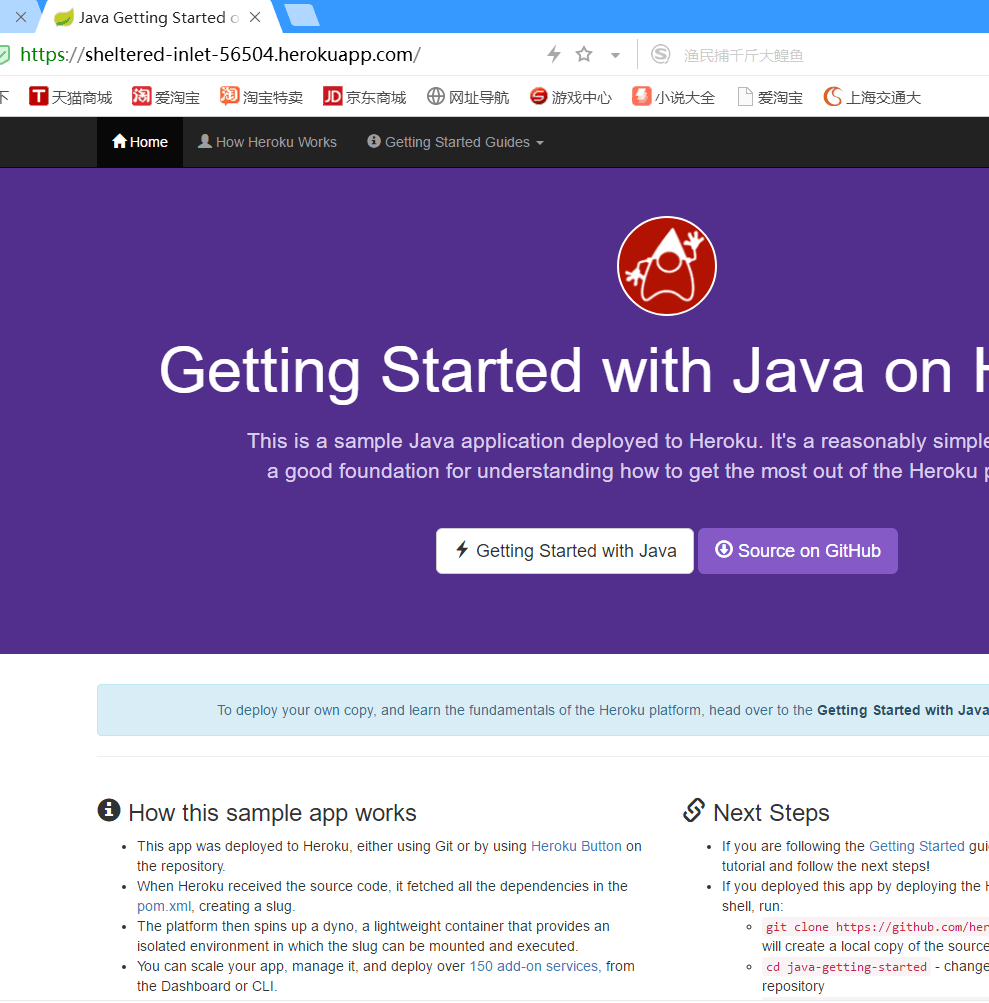 Java Getting Started o
https://sheltered-inlet-56504.herokuapp.com/
渔民捕千斤大鳇鱼
下 天猫商城 爱淘宝 淘宝特卖 京东商城 网址导航 游戏中心 小说大全 爱淘宝 上海交通大
Home How Heroku Works Getting Started Guides
Getting Started with Java on H
This is a sample Java application deployed to Heroku. It's a reasonably simple
a good foundation for understanding how to get the most out of the Heroku p
Getting Started with Java Source on GitHub
To deploy your own copy, and learn the fundamentals of the Heroku platform, head over to the Getting Started with Java
How this sample app works
This app was deployed to Heroku, either using Git or by using Heroku Button on
the repository.
When Heroku received the source code, it fetched all the dependencies in the
pom.xml, creating a slug.
The platform then spins up a dyno, a lightweight container that provides an
isolated environment in which the slug can be mounted and executed.
You can scale your app, manage it, and deploy over 150 add-on services, from
the Dashboard or CLI.
Next Steps
If you are following the Getting Started gui
tutorial and follow the next steps!
If you deployed this app by deploying the H
shell, run:
git clone https://github.com/her
will create a local copy of the source
cd java-getting-started - change
repository